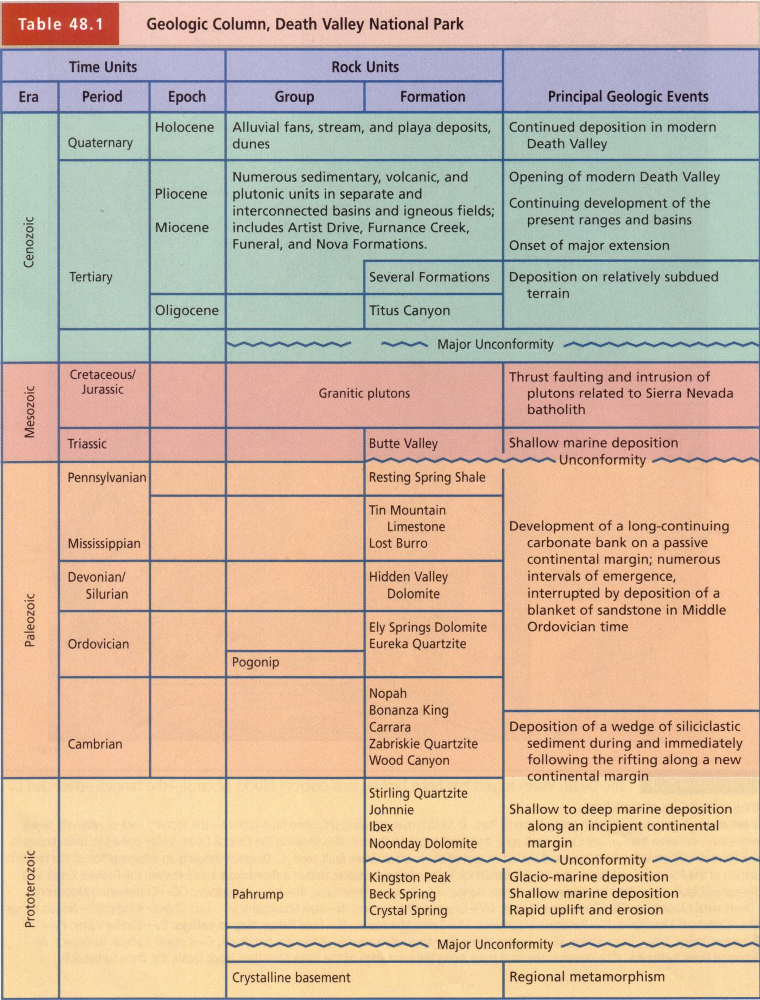 Table 48.1
Geologic Column, Death Valley National Park
Time Units
Rock Units
Era
Period
Epoch
Group
Formation
Principal Geologic Events
Cenozoic
Quaternary
Holocene
Alluvial fans, stream, and playa deposits,
dunes
Continued deposition in modern
Death Valley
Tertiary
Pliocene
Miocene
Numerous sedimentary, volcanic, and
plutonic units in separate and
interconnected basins and igneous fields;
includes Artist Drive, Furnance Creek,
Funeral, and Nova Formations.
Opening of modern Death Valley
Continuing development of the
present ranges and basins
Onset of major extension
Several Formations
Deposition on relatively subdued
terrain
Oligocene
Titus Canyon
Major Unconformity
Mesozoic
Cretaceous/
Jurassic
Granitic plutons
Thrust faulting and intrusion of
plutons related to Sierra Nevada
batholith
Triassic
Butte Valley
Shallow marine deposition
Unconformity
Paleozoic
Pennsylvanian
Resting Spring Shale
Mississippian
Tin Mountain
Limestone
Lost Burro
Development of a long-continuing
carbonate bank on a passive
continental margin; numerous
intervals of emergence,
interrupted by deposition of a
blanket of sandstone in Middle
Ordovician time
Devonian/
Silurian
Hidden Valley
Dolomite
Ordovician
Ely Springs Dolomite
Eureka Quartzite
Pogonip
Cambrian
Nopah
Bonanza King
Carrara
Zabriskie Quartzite
Wood Canyon
Deposition of a wedge of siliciclastic
sediment during and immediately
following the rifting along a new
continental margin
Prototerozoic
Stirling Quartzite
Johnnie
Ibex
Noonday Dolomite
Shallow to deep marine deposition
along an incipient continental
margin
Unconformity
Pahrump
Kingston Peak
Beck Spring
Crystal Spring
Glacio-marine deposition
Shallow marine deposition
Rapid uplift and erosion
Major Unconformity
Crystalline basement
Regional metamorphism